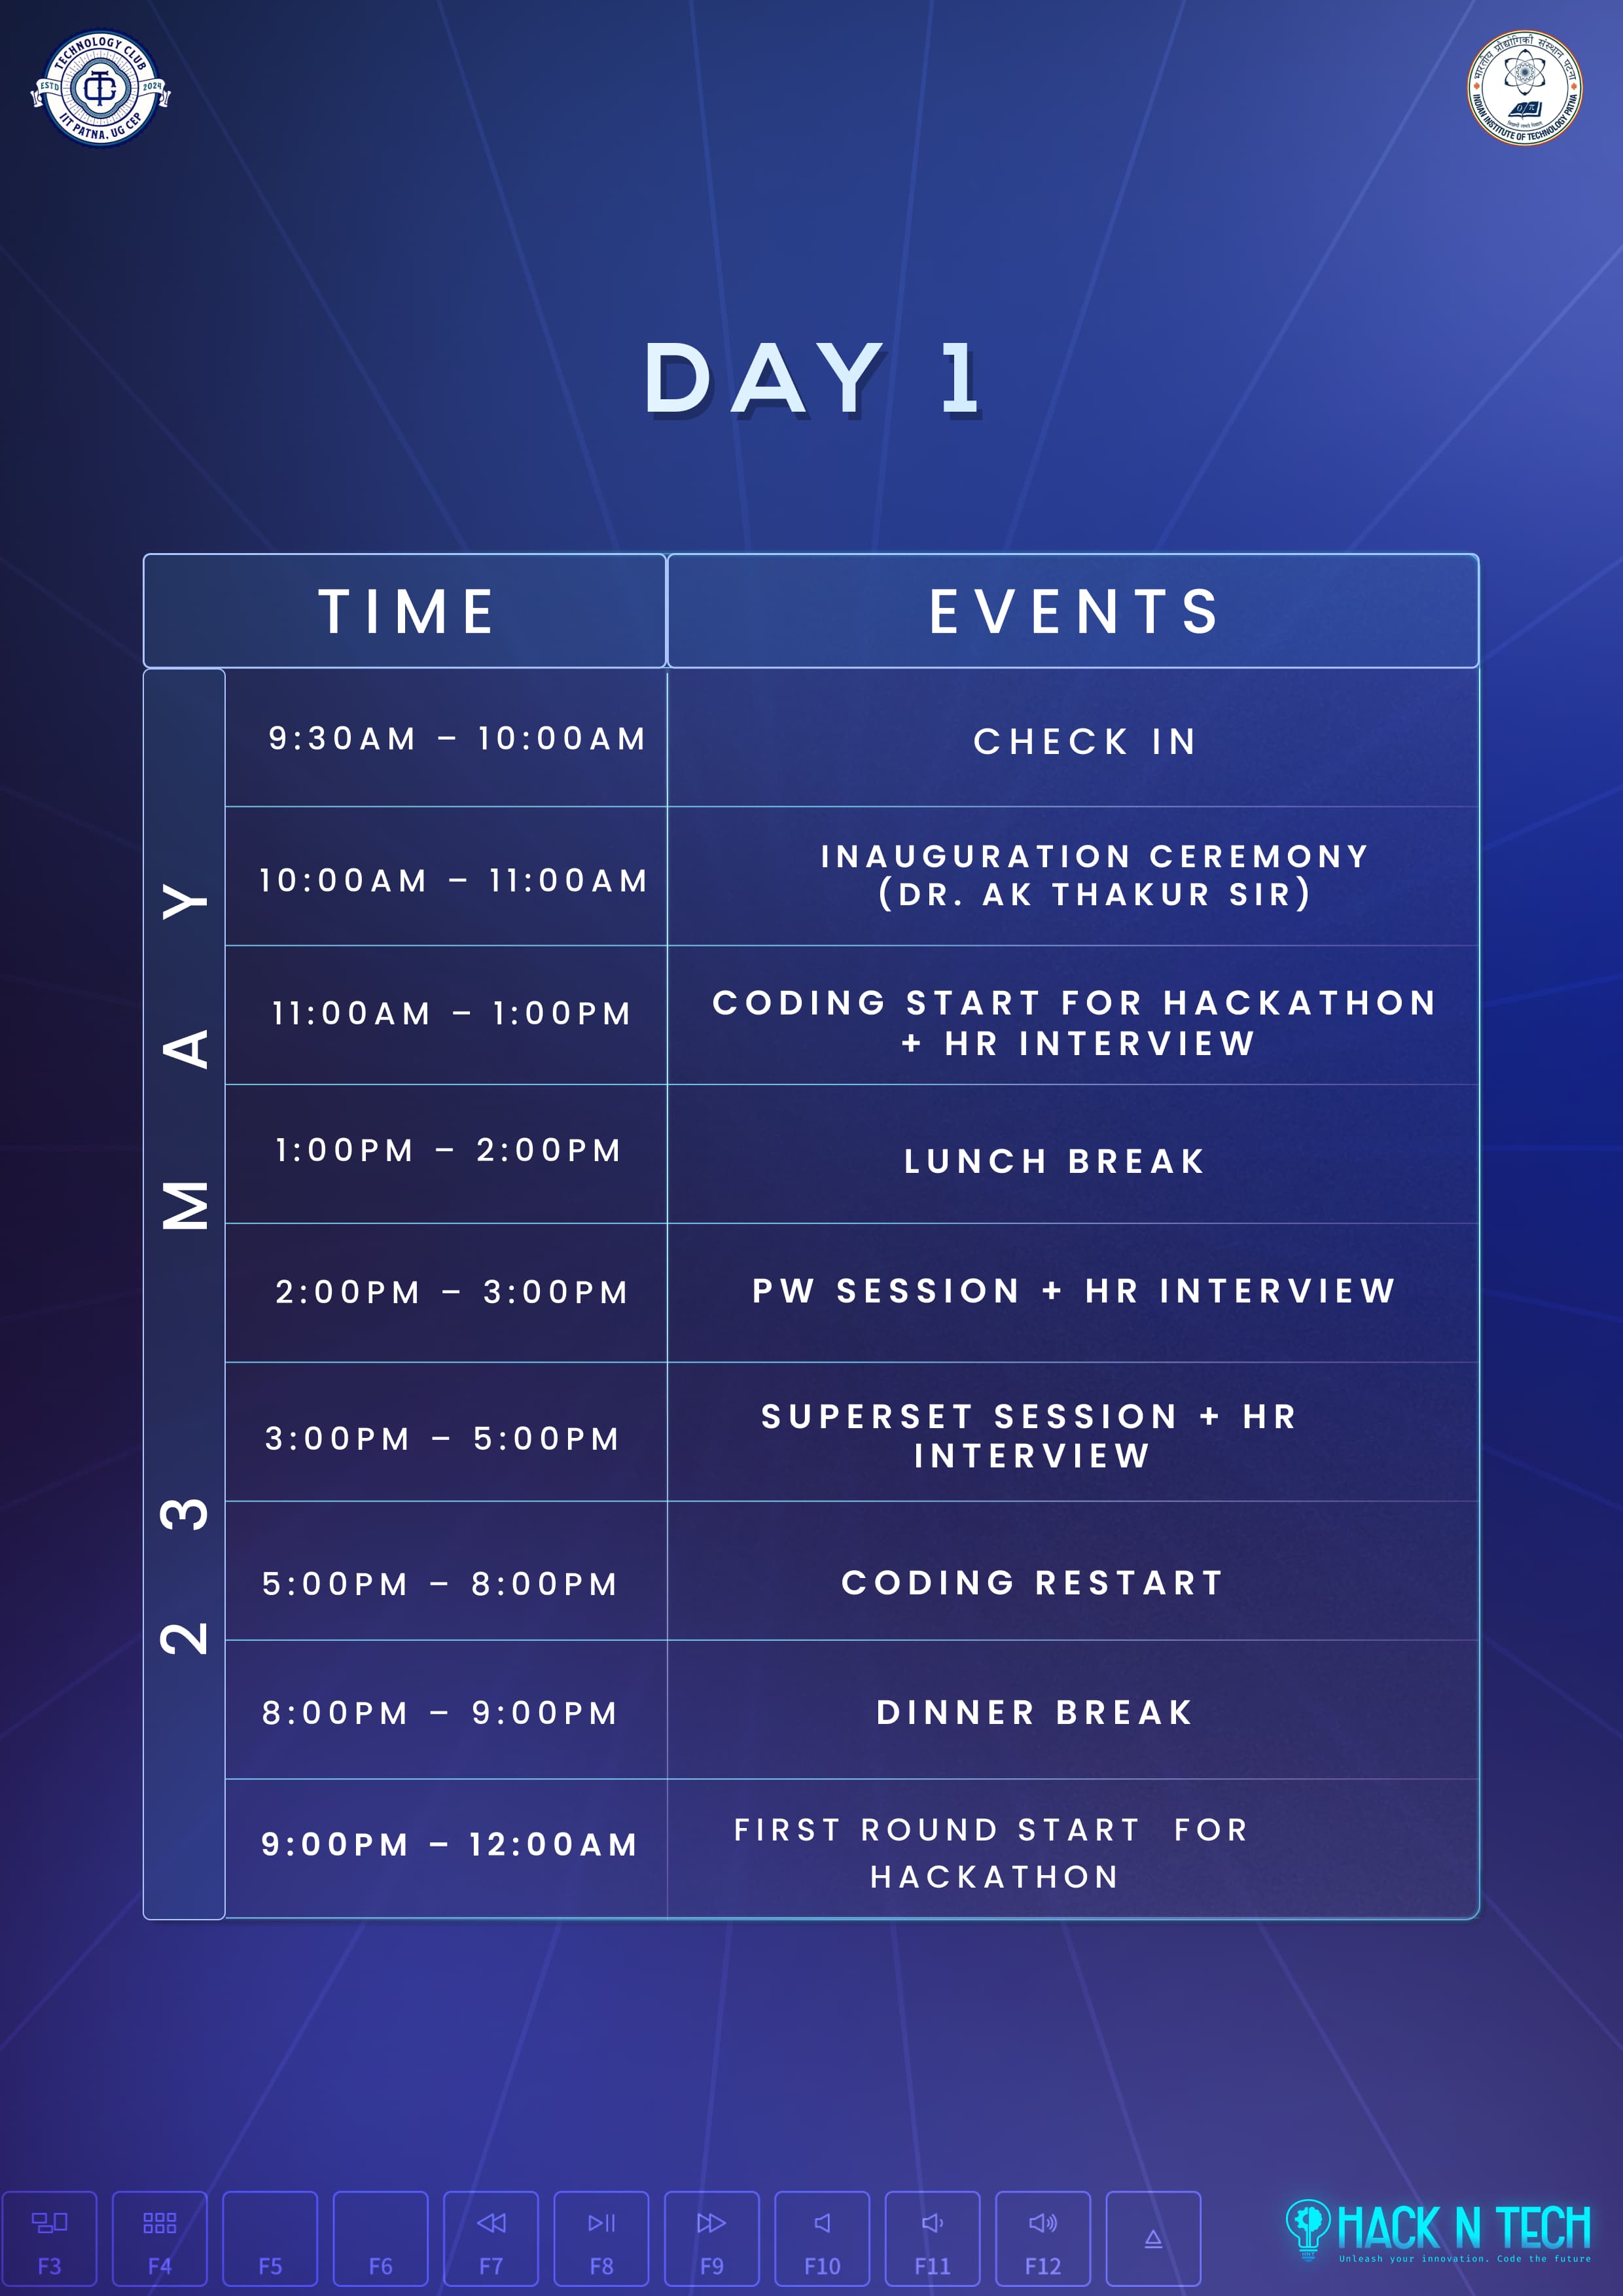 TECHNOLOGY CLUB
ESTD 2024
IIT PATNA, UG CEP
भारतीय प्रौद्योगिकी संस्थान पटना
INDIAN INSTITUTE OF TECHNOLOGY PATNA
DAY 1
TIME EVENTS
23 MAY
9:30AM – 10:00AM CHECK IN
10:00AM – 11:00AM INAUGURATION CEREMONY
(DR. AK THAKUR SIR)
11:00AM – 1:00PM CODING START FOR HACKATHON
+ HR INTERVIEW
1:00PM – 2:00PM LUNCH BREAK
2:00PM – 3:00PM PW SESSION + HR INTERVIEW
3:00PM – 5:00PM SUPERSET SESSION + HR
INTERVIEW
5:00PM – 8:00PM CODING RESTART
8:00PM – 9:00PM DINNER BREAK
9:00PM – 12:00AM FIRST ROUND START FOR
HACKATHON
F3 F4 F5 F6 F7 F8 F9 F10 F11 F12
HACK N TECH
Unleash your innovation. Code the future